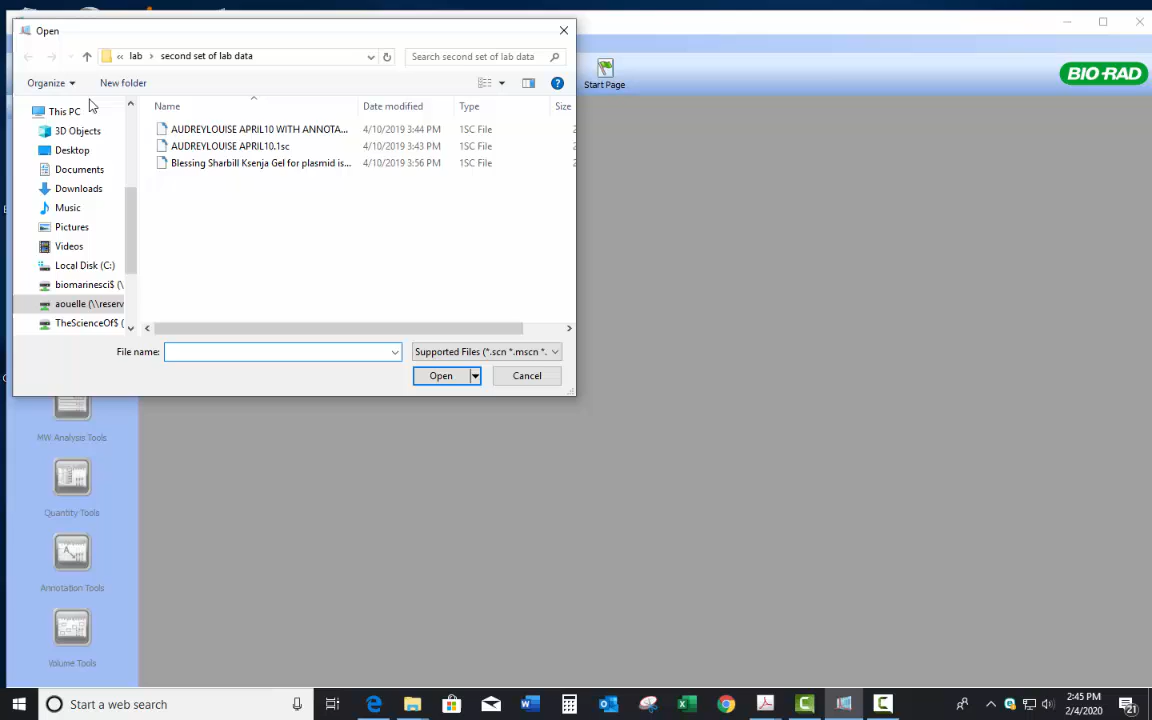 Open
« lab › second set of lab data
Search second set of lab data
Organize
New folder
Name
Date modified
Type
Size
This PC
3D Objects
Desktop
Documents
Downloads
Music
Pictures
Videos
Local Disk (C:)
biomarinesci$ (\
aouelle (\\reserv
TheScienceOf$ (
AUDREYLOUISE APRIL10 WITH ANNOTA... 4/10/2019 3:44 PM 1SC File 2
AUDREYLOUISE APRIL10.1sc 4/10/2019 3:43 PM 1SC File 2
Blessing Sharbill Ksenja Gel for plasmid is... 4/10/2019 3:56 PM 1SC File 2
File name:
Supported Files (*.scn *.mscn *.
Open
Cancel
Start Page
BIO-RAD
MW Analysis Tools
Quantity Tools
Annotation Tools
Volume Tools
Start a web search
2:45 PM
2/4/2020
21